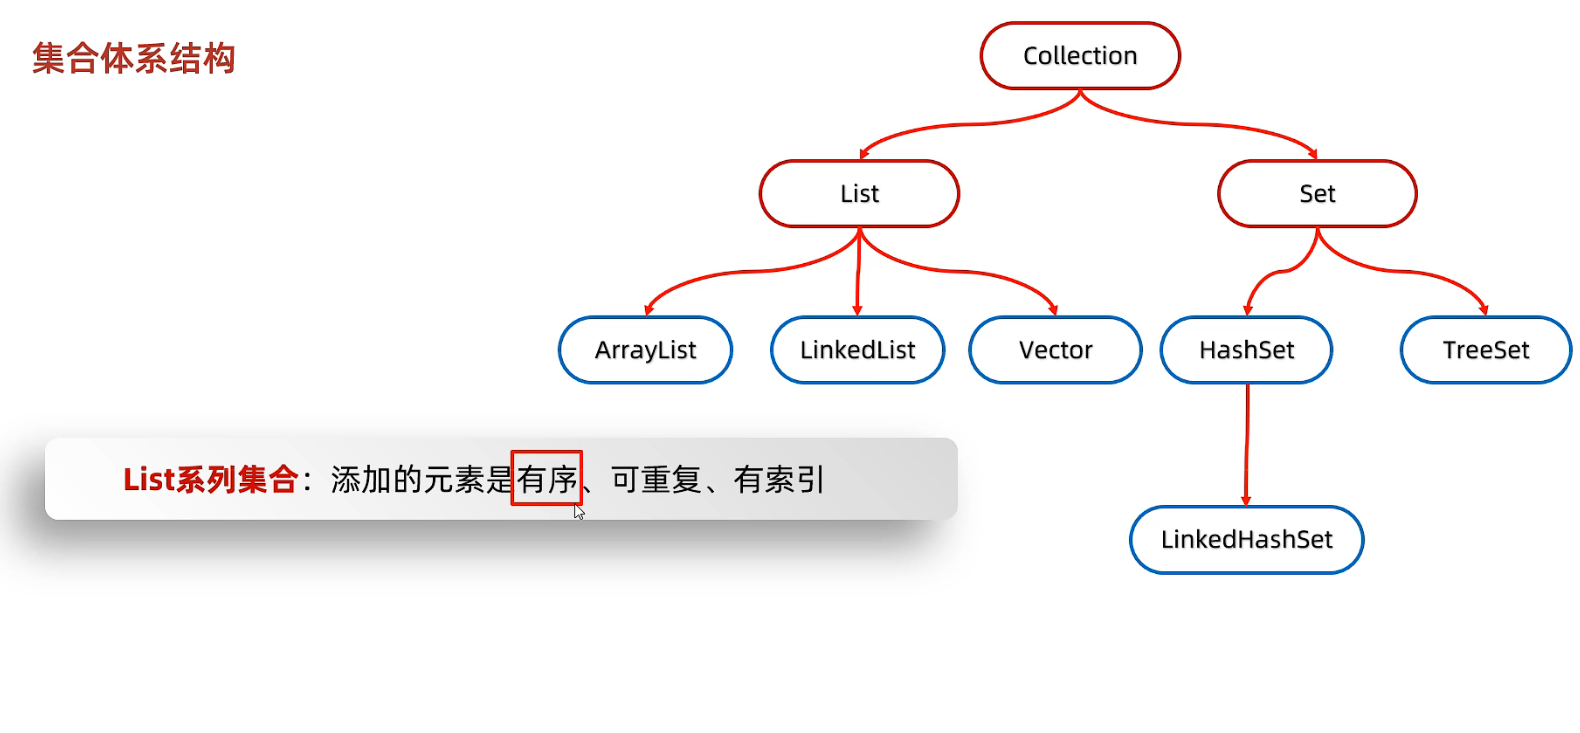 集合体系结构
Collection
List
Set
ArrayList
LinkedList
Vector
HashSet
TreeSet
List系列集合：添加的元素是有序、可重复、有索引
LinkedHashSet